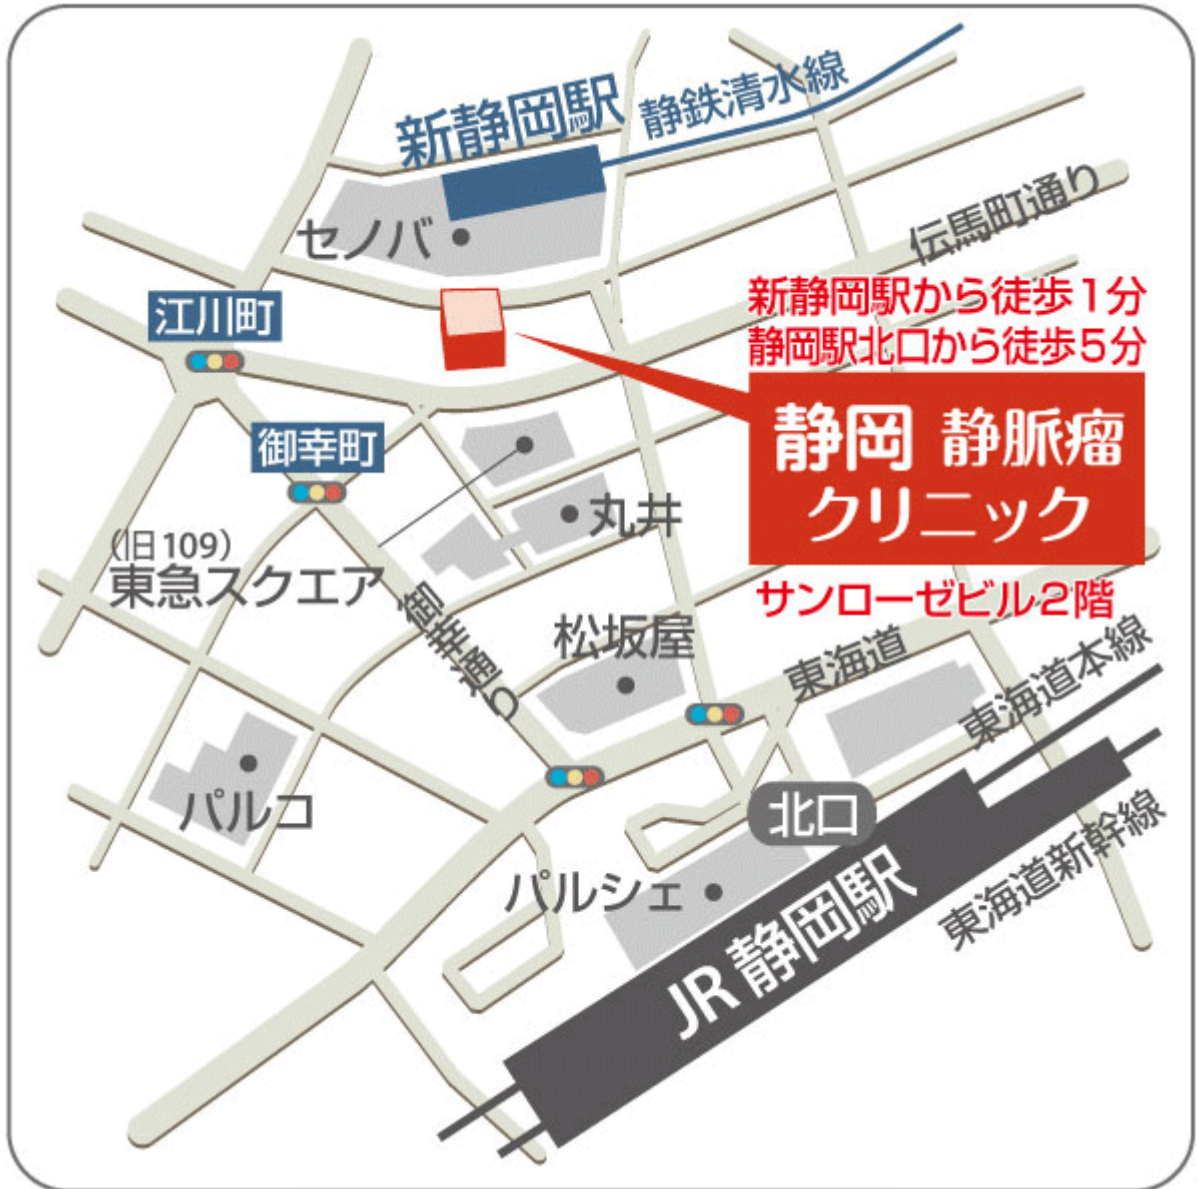 新静岡駅
静鉄清水線
セノバ
伝馬町通り
江川町
新静岡駅から徒歩1分
静岡駅北口から徒歩5分
静岡 静脈瘤
クリニック
サンローゼビル2階
御幸町
丸井
（旧109）
東急スクエア
御幸通り
松坂屋
東海道
東海道本線
パルコ
北口
パルシェ
JR 静岡駅
東海道新幹線